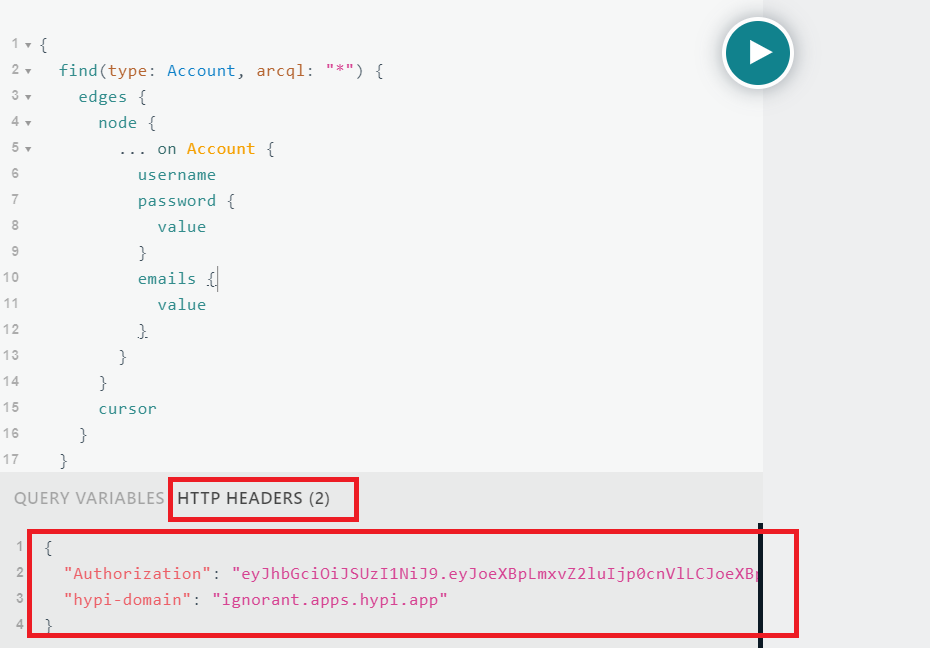 1 {
2 find(type: Account, arcql: "*") {
3 edges {
4 node {
5 ... on Account {
6 username
7 password {
8 value
9 }
10 emails {
11 value
12 }
13 }
14 }
15 cursor
16 }
17 }
QUERY VARIABLES HTTP HEADERS (2)
1 {
2 "Authorization": "eyJhbGciOiJSUzI1NiJ9.eyJoeXBpLmxvZ2luIjp0cnVlLCJoeXBp
3 "hypi-domain": "ignorant.apps.hypi.app"
4 }